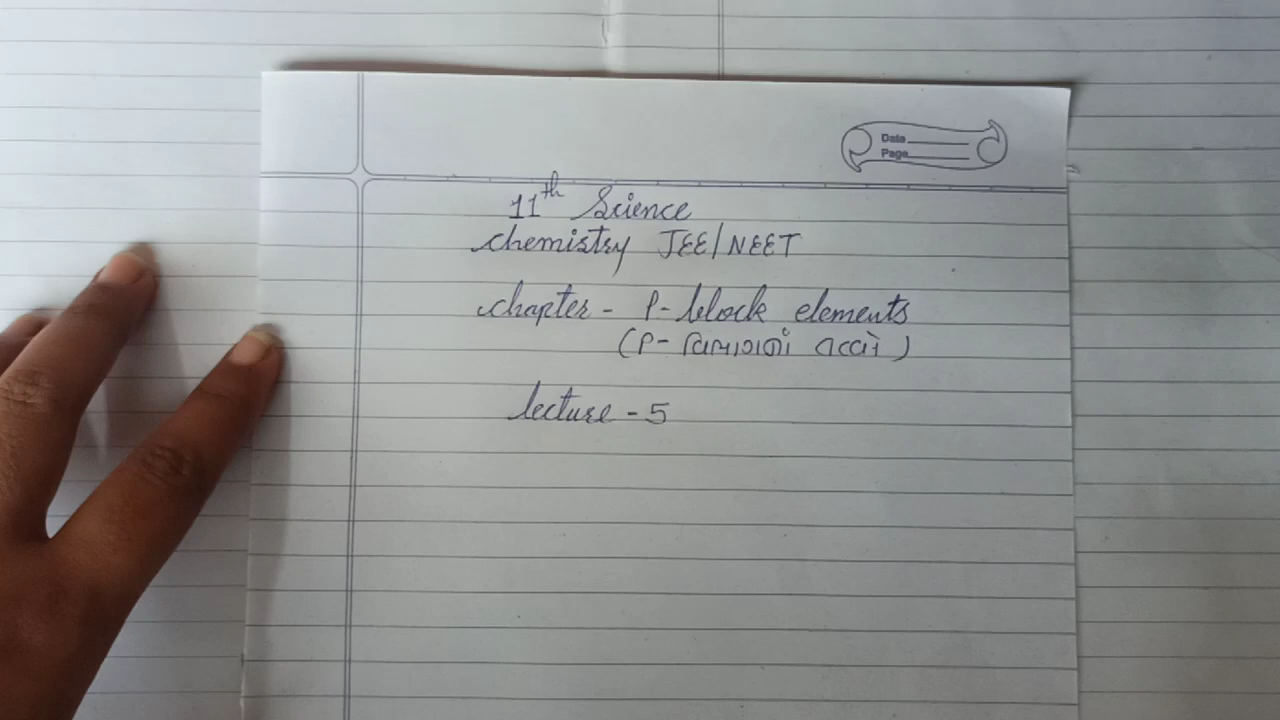 Date
Page
11th Science
chemistry JEE/NEET
chapter - P-block elements
(P- વિભાગનાં તત્વો)
lecture - 5